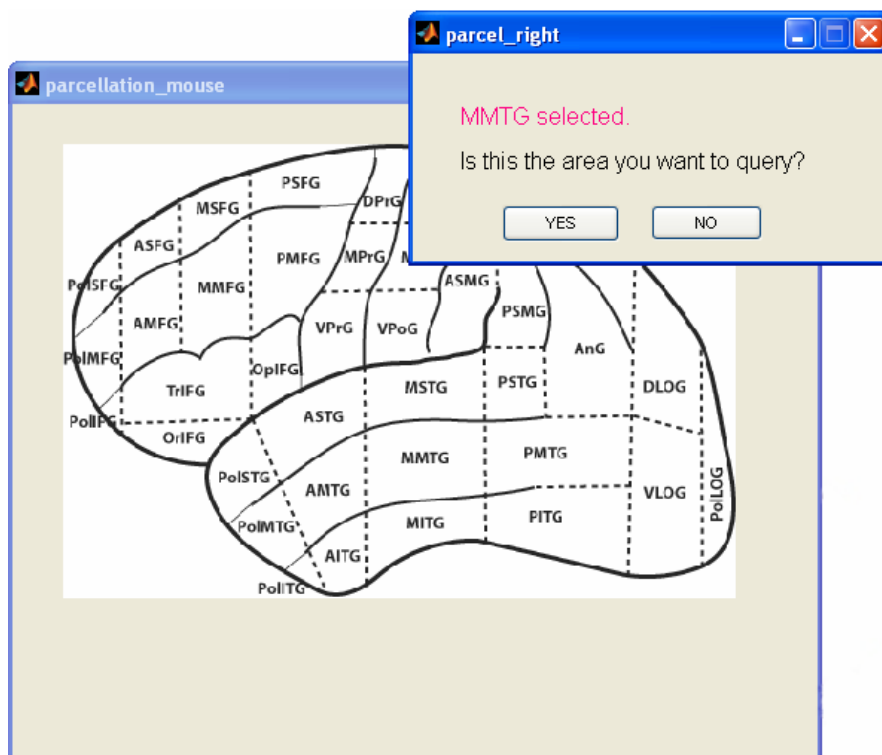 parcel_right
MMTG selected.
Is this the area you want to query?
YES
NO
parcellation_mouse
PSFG
MSFG
DPrG
ASFG
PMFG
MPrG
PolSFG
MMFG
ASMG
AMFG
PSMG
VPrG
VPoG
AnG
PolMFG
OpIFG
TrIFG
MSTG
PSTG
DLOG
PolIFG
ASTG
OrIFG
MMTG
PMTG
PolSTG
AMTG
VLOG
PolLOG
PolMTG
MITG
PITG
AITG
PolITG